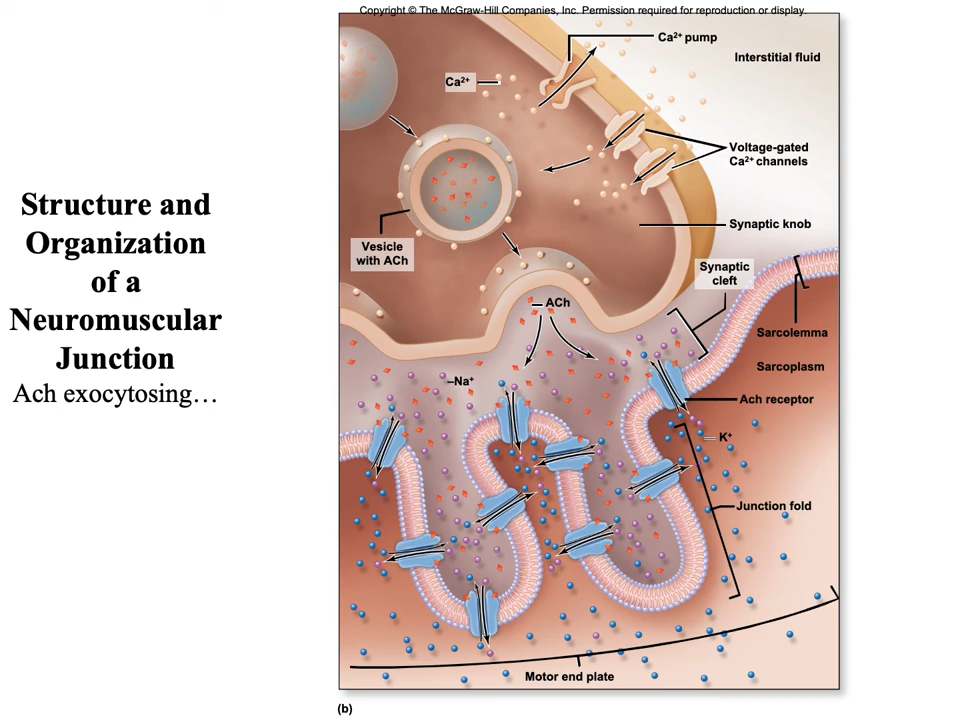 Copyright © The McGraw-Hill Companies, Inc. Permission required for reproduction or display.
Structure and
Organization
of a
Neuromuscular
Junction
Ach exocytosing…
Ca²⁺ pump
Interstitial fluid
Ca²⁺
Voltage-gated
Ca²⁺ channels
Synaptic knob
Vesicle
with ACh
Synaptic
cleft
ACh
Sarcolemma
Sarcoplasm
Na⁺
Ach receptor
K⁺
Junction fold
Motor end plate
(b)